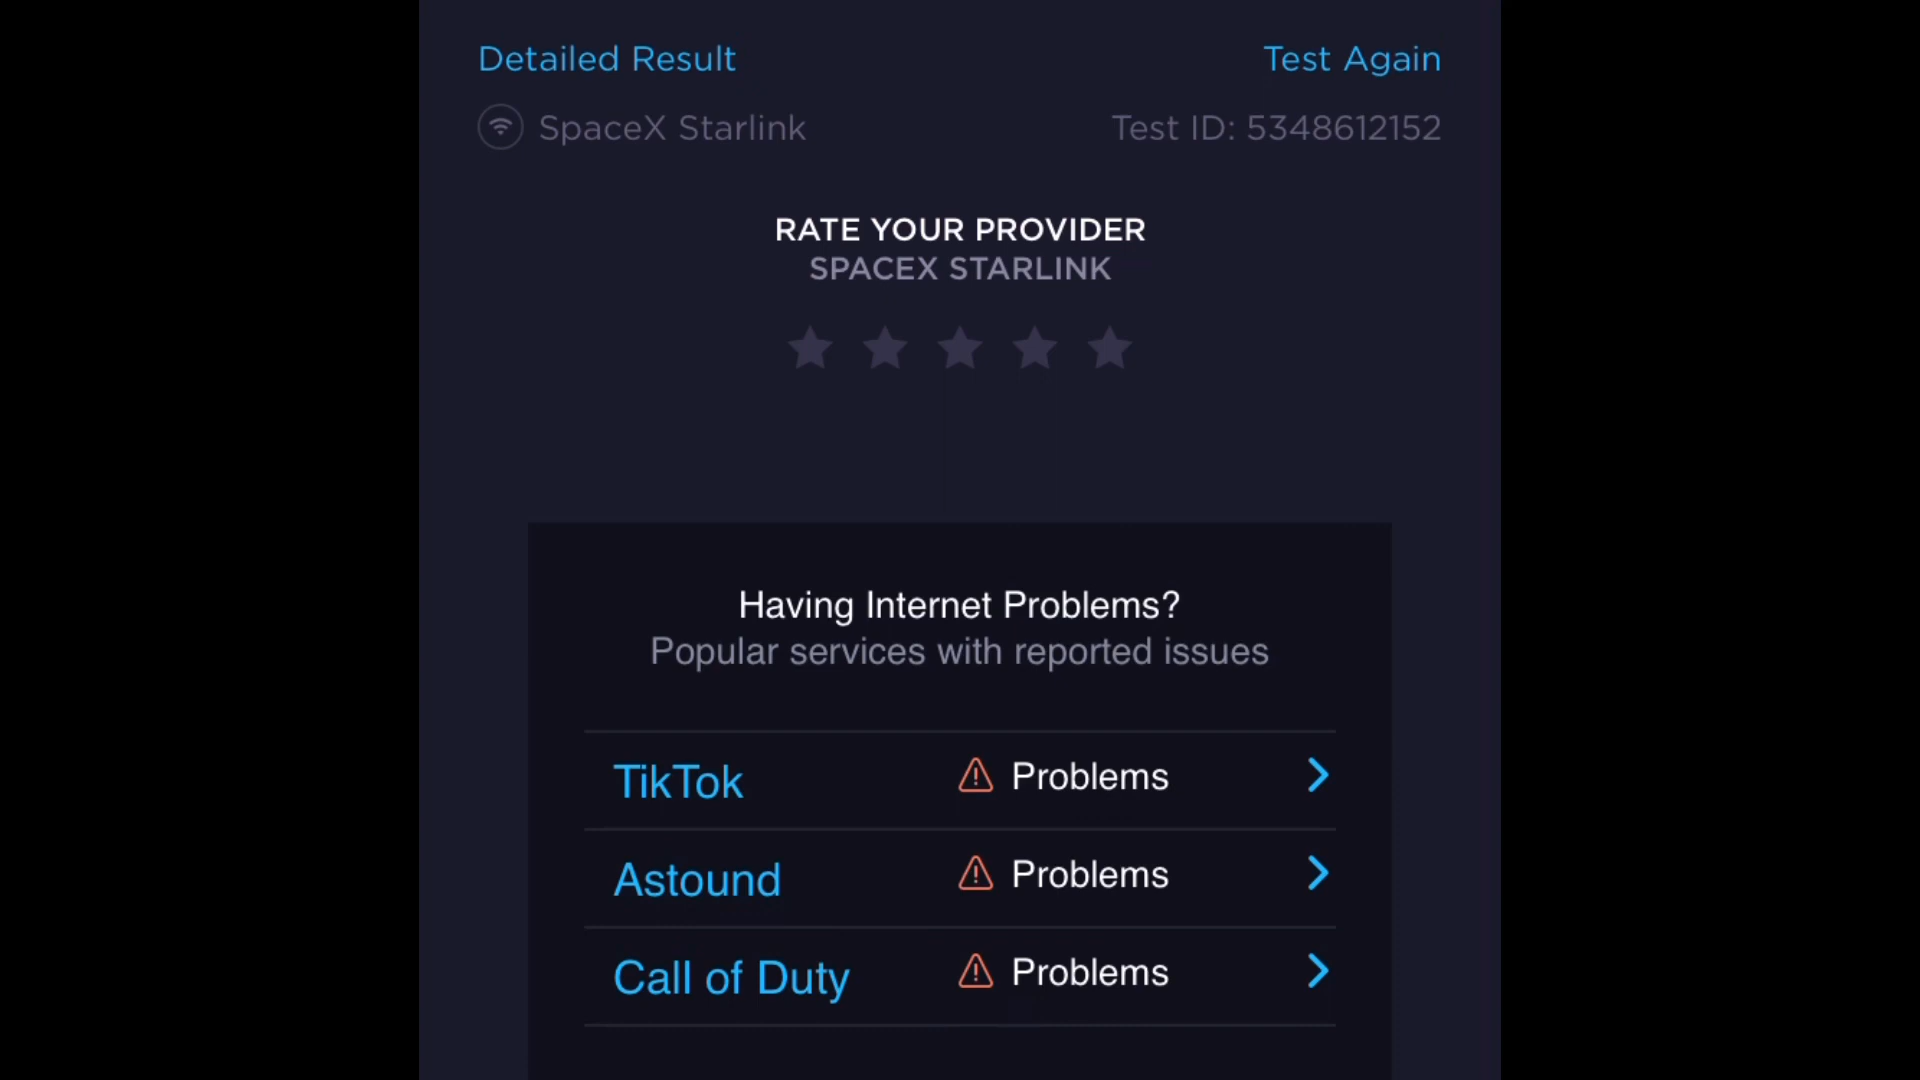 Detailed Result
Test Again
SpaceX Starlink
Test ID: 5348612152
RATE YOUR PROVIDER
SPACEX STARLINK
Having Internet Problems?
Popular services with reported issues
TikTok Problems
Astound Problems
Call of Duty Problems